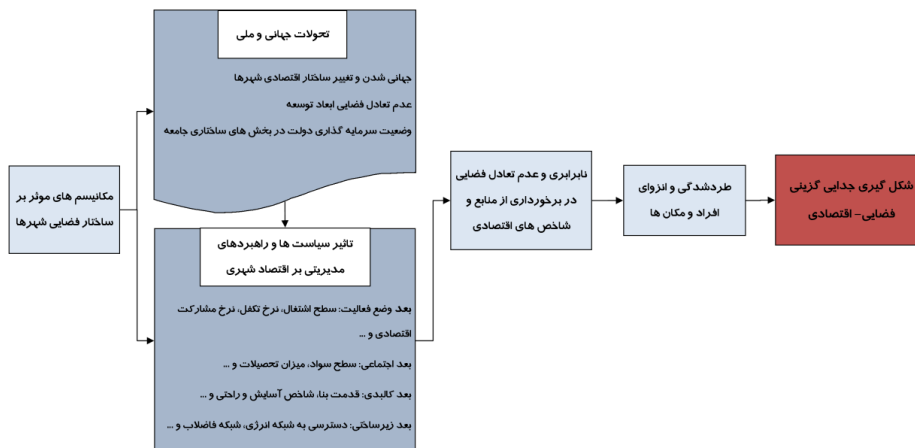 مکانیسم های موثر بر
ساختار فضایی شهرها
تحولات جهانی و ملی
جهانی شدن و تغییر ساختار اقتصادی شهرها
عدم تعادل فضایی ابعاد توسعه
وضعیت سرمایه گذاری دولت در بخش های ساختاری جامعه
تاثیر سیاست ها و راهبردهای
مدیریتی بر اقتصاد شهری
بعد وضع فعالیت: سطح اشتغال، نرخ تکفل، نرخ مشارکت
اقتصادی و ...
بعد اجتماعی: سطح سواد، میزان تحصیلات و ...
بعد کالبدی: قدمت بنا، شاخص آسایش و راحتی و ...
بعد زیرساختی: دسترسی به شبکه انرژی، شبکه فاضلاب و ...
نابرابری و عدم تعادل فضایی
در برخورداری از منابع و
شاخص های اقتصادی
طردشدگی و انزوای
افراد و مکان ها
شکل گیری جدایی گزینی
فضایی- اقتصادی